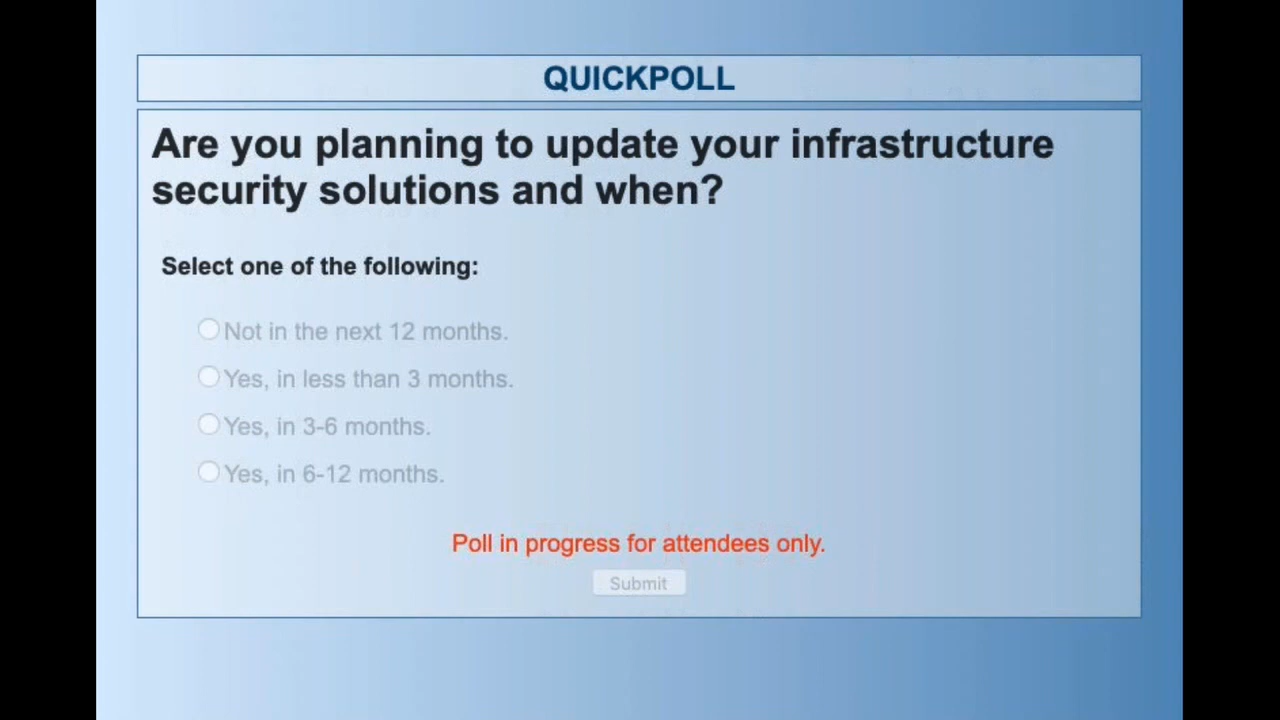 QUICKPOLL
Are you planning to update your infrastructure
security solutions and when?
Select one of the following:
Not in the next 12 months.
Yes, in less than 3 months.
Yes, in 3-6 months.
Yes, in 6-12 months.
Poll in progress for attendees only.
Submit